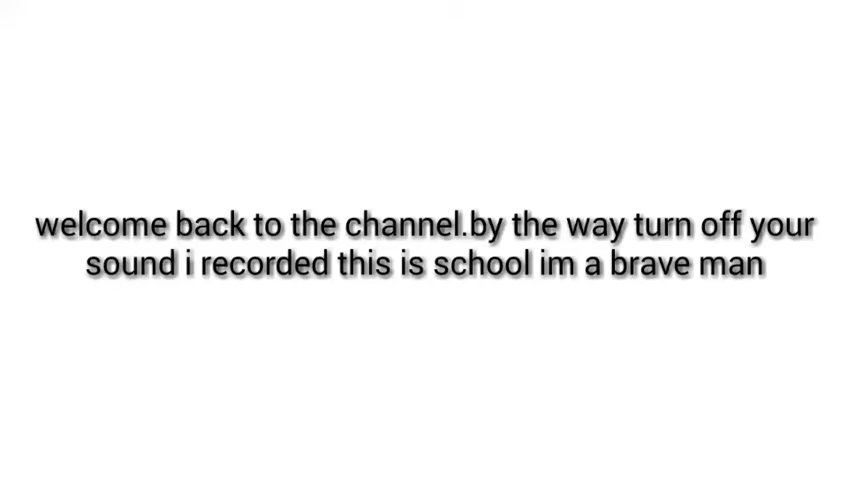 welcome back to the channel.by the way turn off your
sound i recorded this is school im a brave man